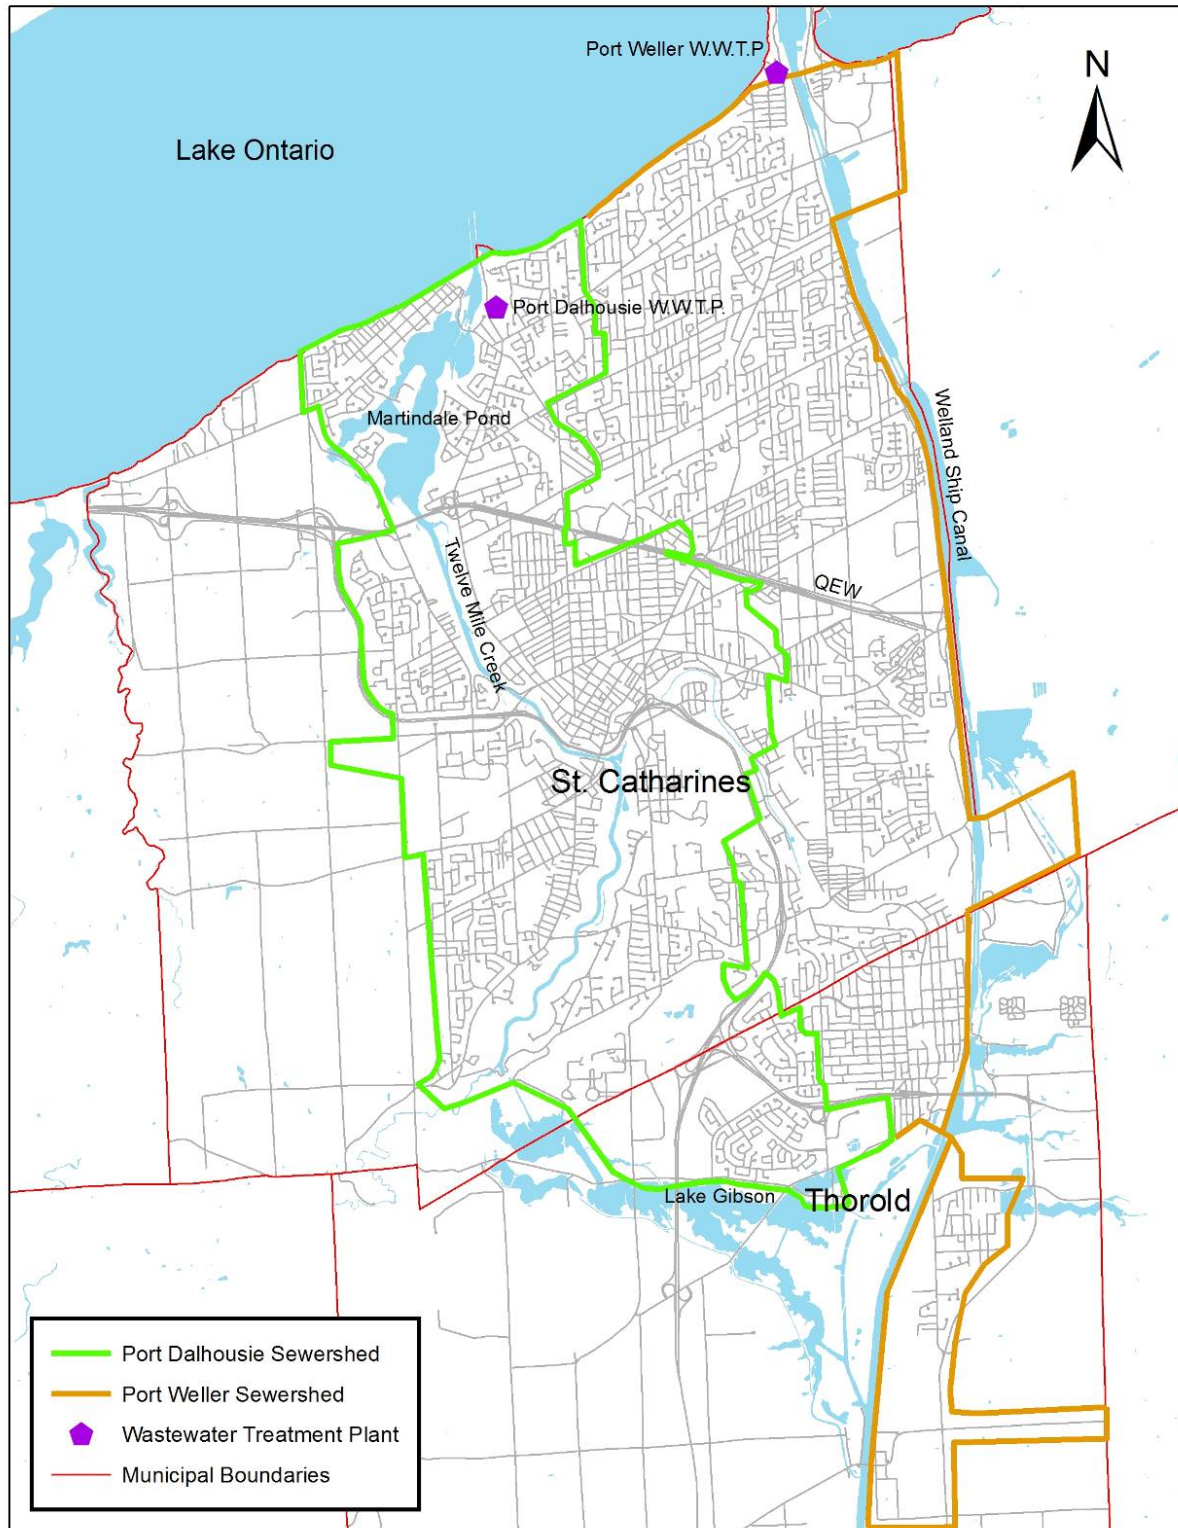 Port Weller W.W.T.P
N
Lake Ontario
Port Dalhousie W.W.T.P.
Martindale Pond
Welland Ship Canal
Twelve Mile Creek
QEW
St. Catharines
Lake Gibson
Thorold
Port Dalhousie Sewershed
Port Weller Sewershed
Wastewater Treatment Plant
Municipal Boundaries